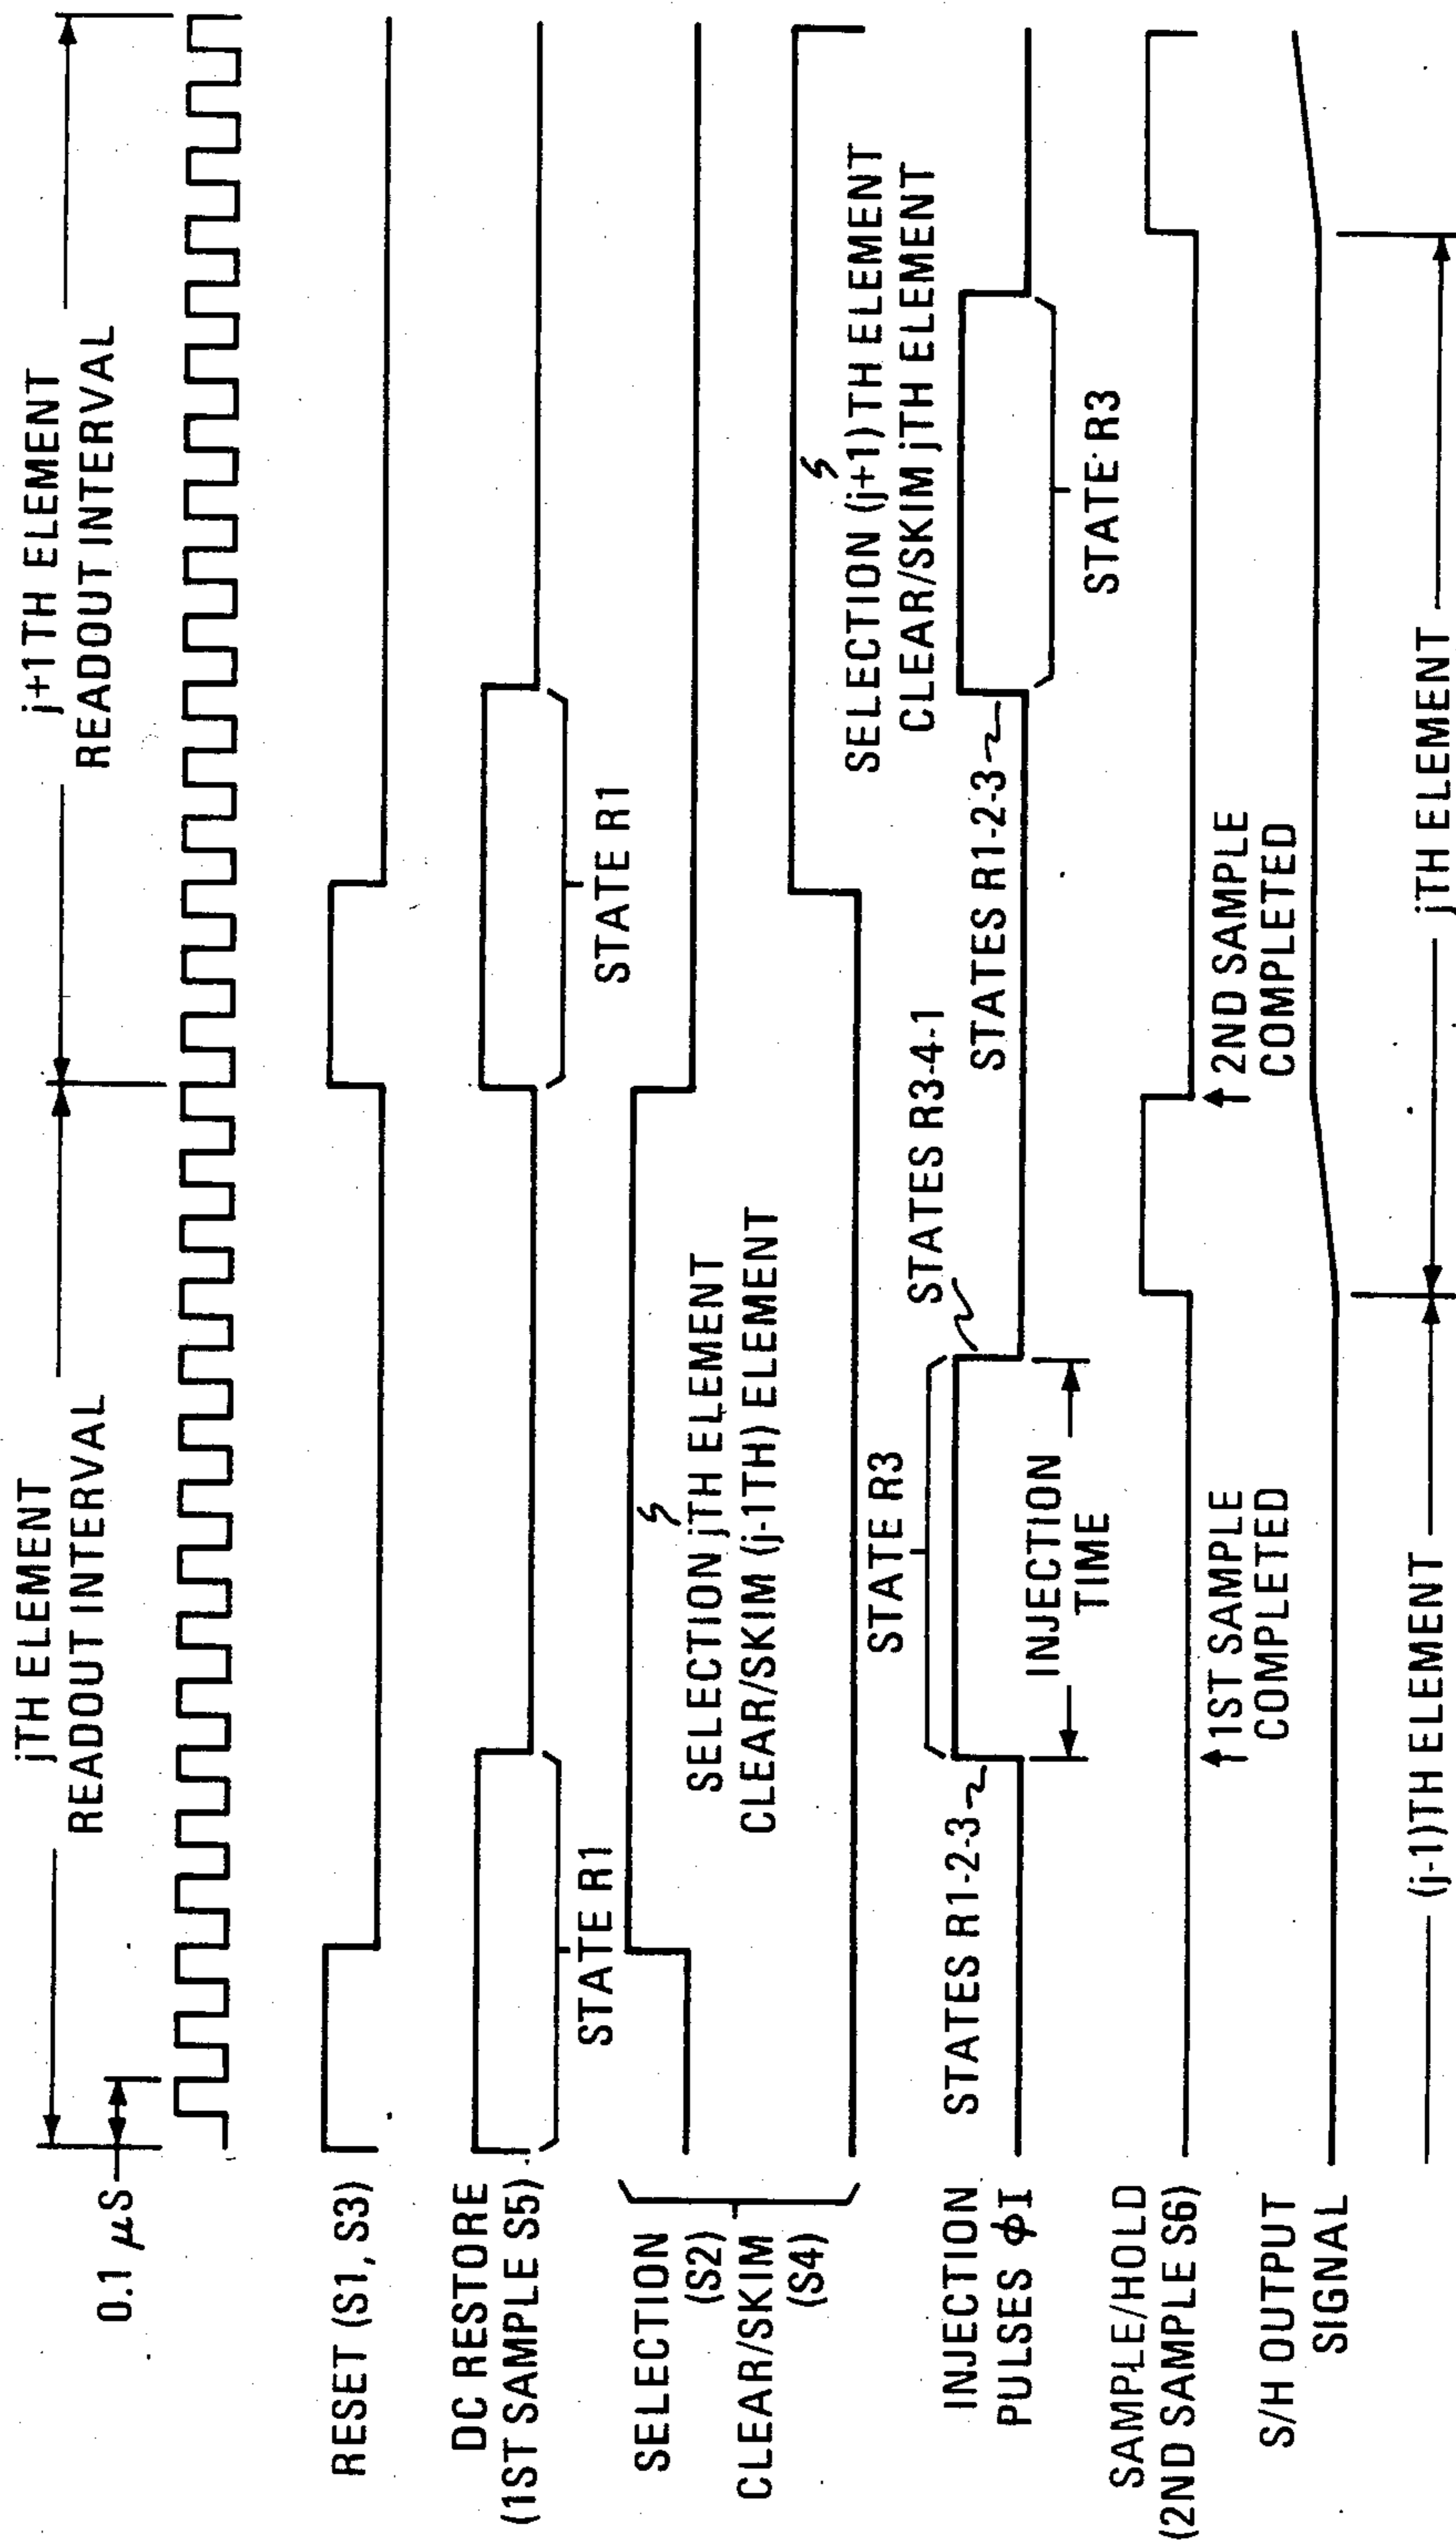 jTH ELEMENT
READOUT INTERVAL
j+1TH ELEMENT
READOUT INTERVAL
0.1 μS
RESET (S1, S3)
DC RESTORE
(1ST SAMPLE S5)
STATE R1
STATE R1
SELECTION
(S2)
CLEAR/SKIM
(S4)
SELECTION jTH ELEMENT
CLEAR/SKIM (j-1TH) ELEMENT
SELECTION (j+1)TH ELEMENT
CLEAR/SKIM jTH ELEMENT
INJECTION
PULSES ϕI
STATES R1-2-3
STATE R3
INJECTION
TIME
STATES R3-4-1
STATES R1-2-3
STATE R3
SAMPLE/HOLD
(2ND SAMPLE S6)
1ST SAMPLE
COMPLETED
2ND SAMPLE
COMPLETED
S/H OUTPUT
SIGNAL
(j-1)TH ELEMENT
jTH ELEMENT